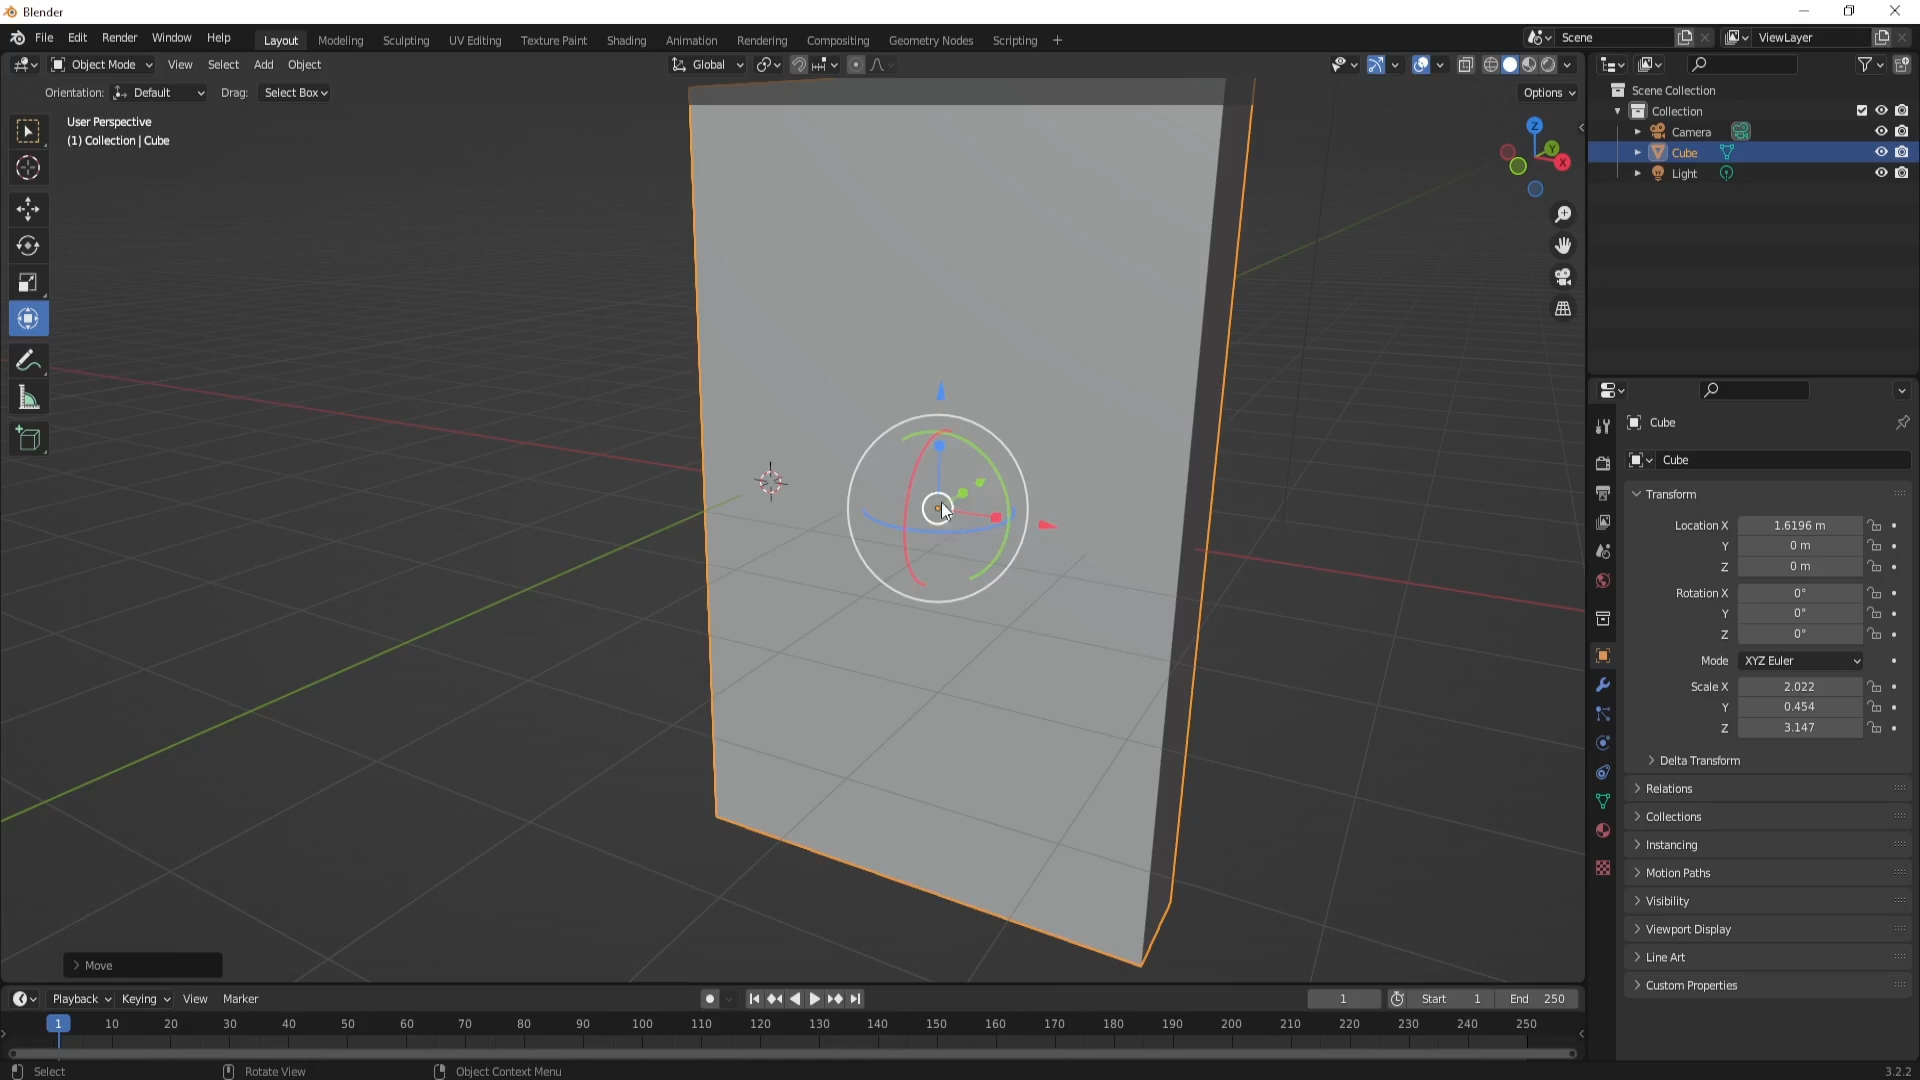 Blender
File Edit Render Window Help
Layout Modeling Sculpting UV Editing Texture Paint Shading Animation Rendering Compositing Geometry Nodes Scripting +
Scene
ViewLayer
Object Mode View Select Add Object
Global
Orientation: Default Drag: Select Box
Options
User Perspective
(1) Collection | Cube
Z
Y
X
Scene Collection
Collection
Camera
Cube
Light
Cube
Cube
Transform
Location X 1.6196 m
Y 0 m
Z 0 m
Rotation X 0°
Y 0°
Z 0°
Mode XYZ Euler
Scale X 2.022
Y 0.454
Z 3.147
Delta Transform
Relations
Collections
Instancing
Motion Paths
Visibility
Viewport Display
Line Art
Custom Properties
Move
Playback Keying View Marker
1 Start 1 End 250
1 10 20 30 40 50 60 70 80 90 100 110 120 130 140 150 160 170 180 190 200 210 220 230 240 250
Select Rotate View Object Context Menu
3.2.2